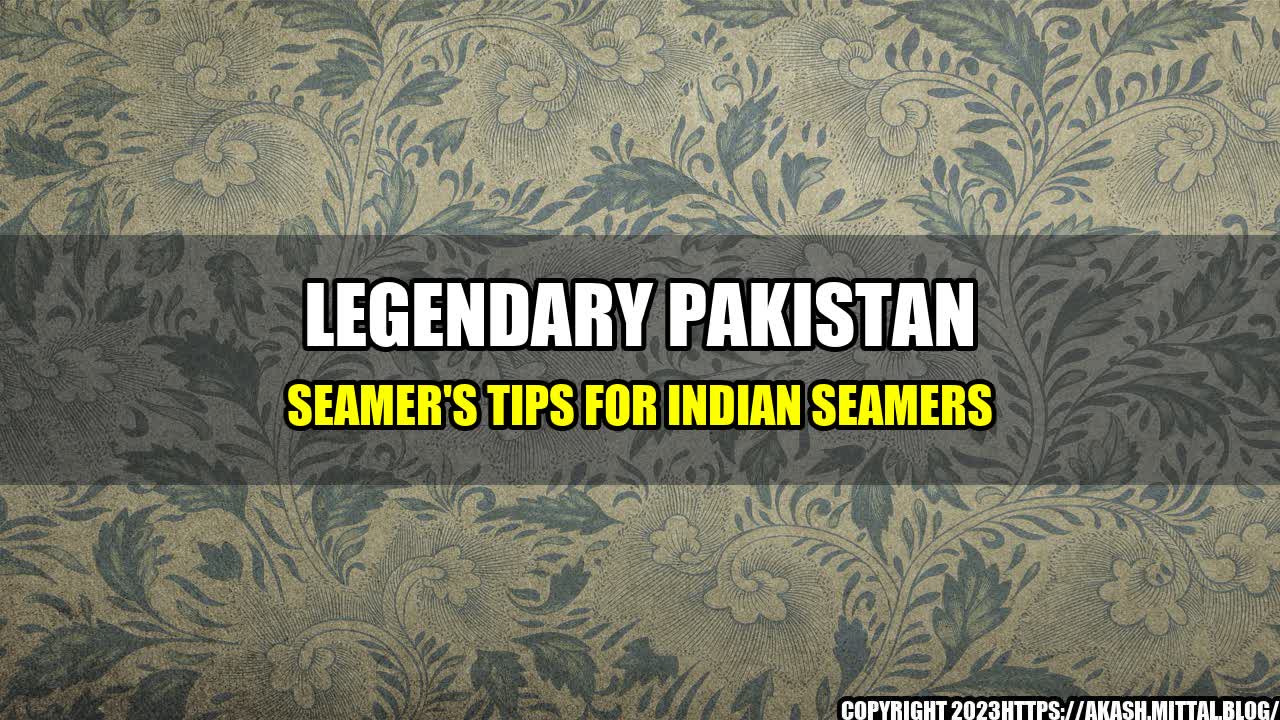 LEGENDARY PAKISTAN
SEAMER'S TIPS FOR INDIAN SEAMERS
COPYRIGHT 2023HTTPS://AKASH.MITTAL.BLOG/